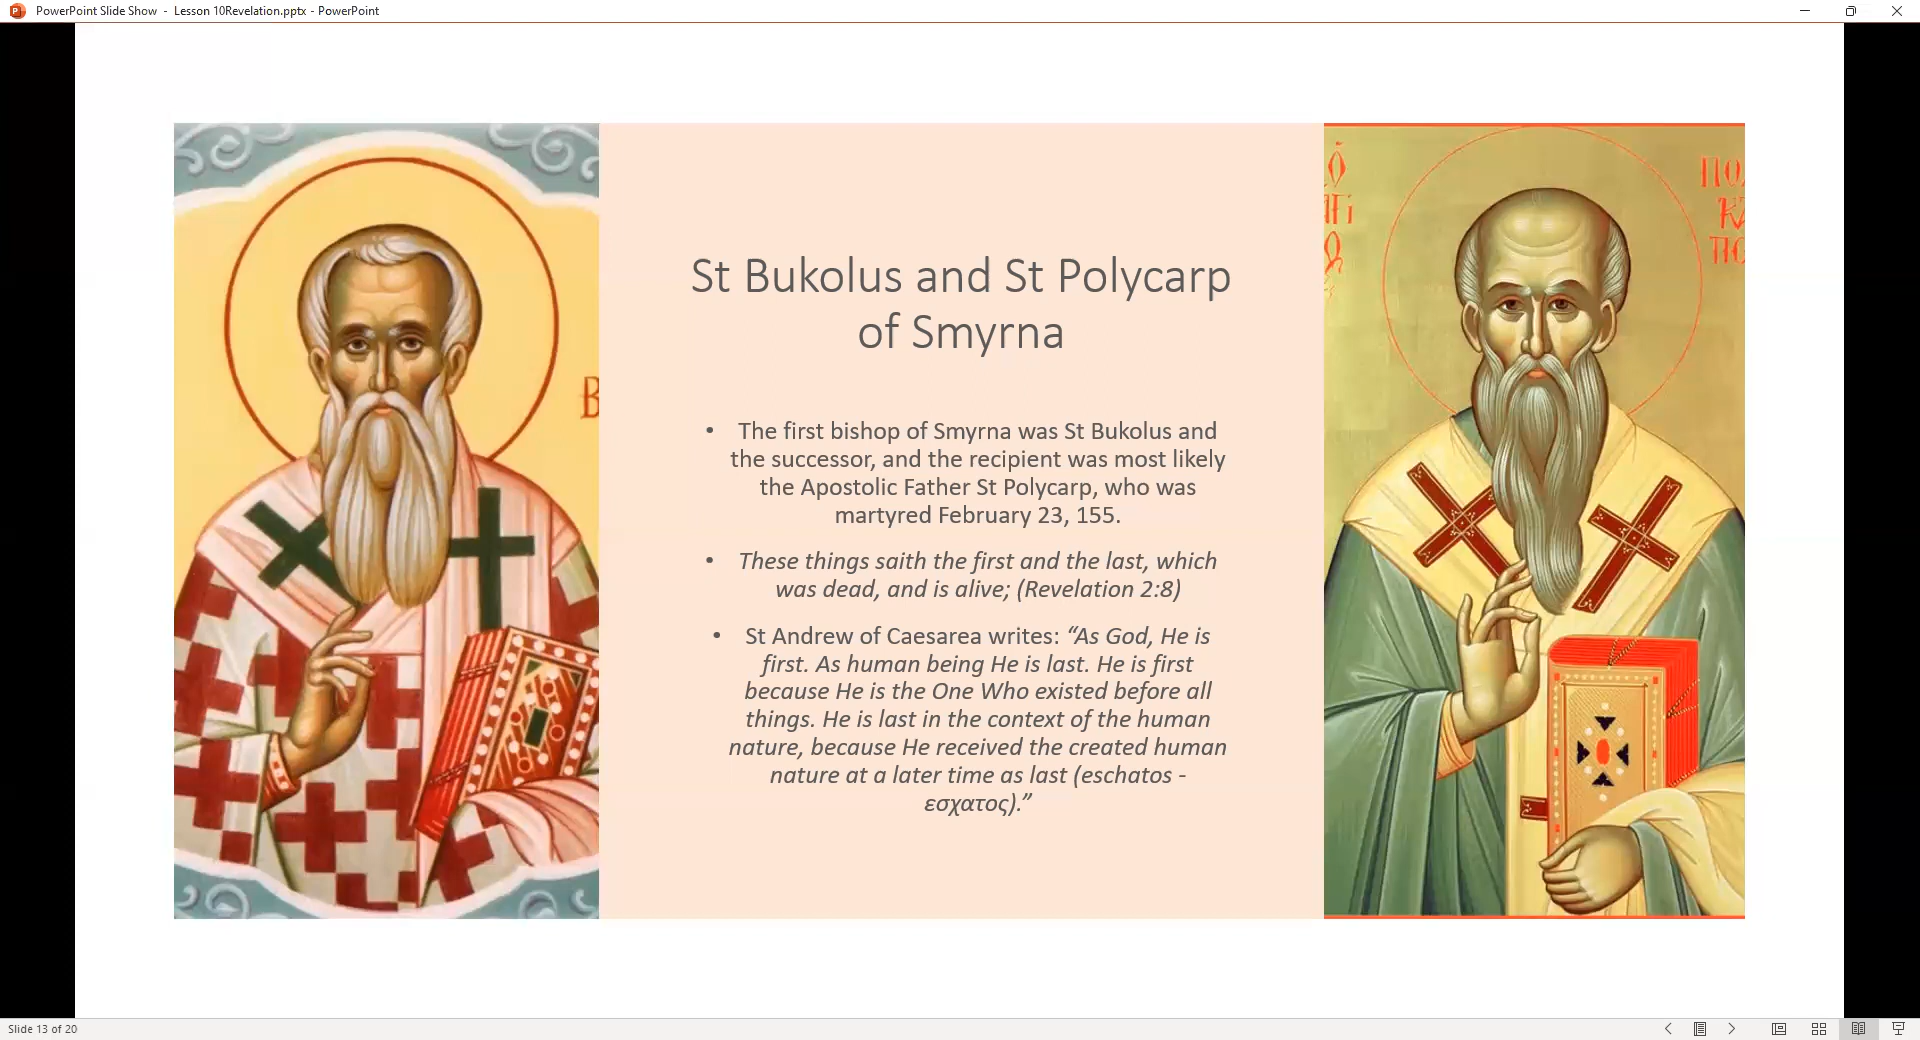 PowerPoint Slide Show - Lesson 10Revelation.pptx - PowerPoint
St Bukolus and St Polycarp
of Smyrna
• The first bishop of Smyrna was St Bukolus and
the successor, and the recipient was most likely
the Apostolic Father St Polycarp, who was
martyred February 23, 155.
• These things saith the first and the last, which
was dead, and is alive; (Revelation 2:8)
• St Andrew of Caesarea writes: “As God, He is
first. As human being He is last. He is first
because He is the One Who existed before all
things. He is last in the context of the human
nature, because He received the created human
nature at a later time as last (eschatos -
εσχατος).”
Slide 13 of 20